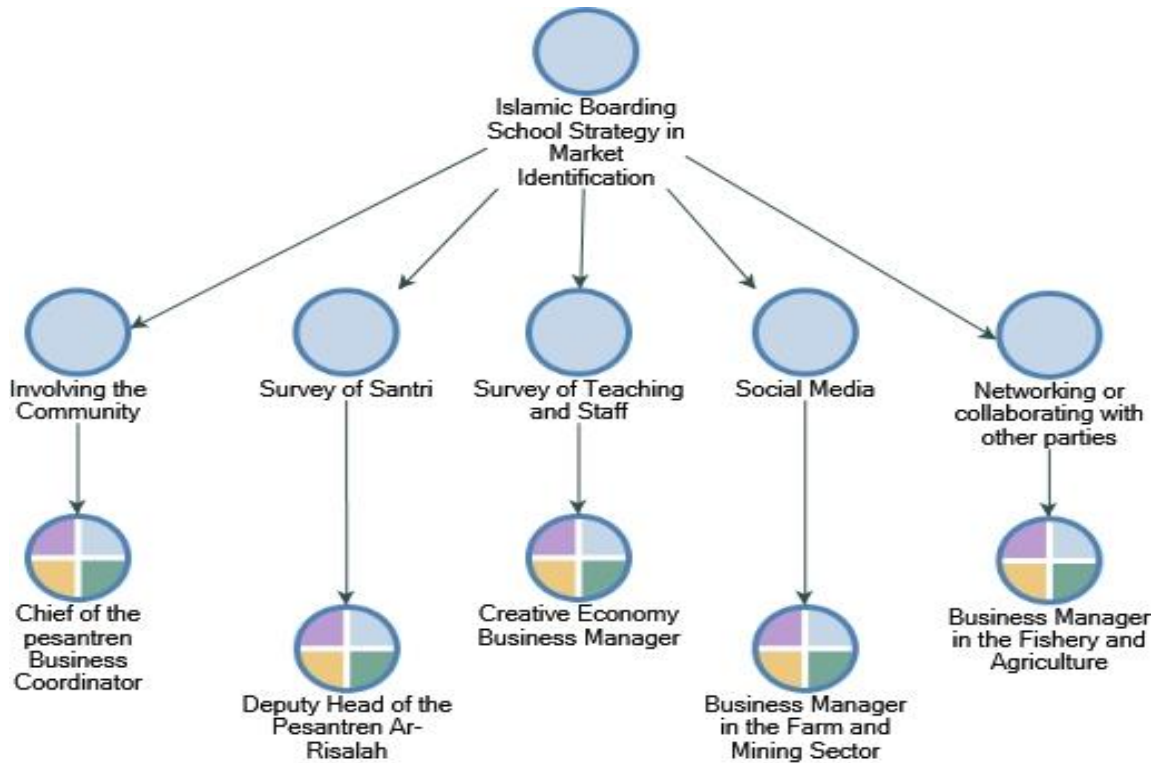 Islamic Boarding
School Strategy in
Market
Identification
Involving the
Community
Survey of Santri
Survey of Teaching
and Staff
Social Media
Networking or
collaborating with
other parties
Chief of the
pesantren
Business
Coordinator
Deputy Head of the
Pesantren Ar-
Risalah
Creative Economy
Business Manager
Business Manager
in the Farm and
Mining Sector
Business Manager
in the Fishery and
Agriculture